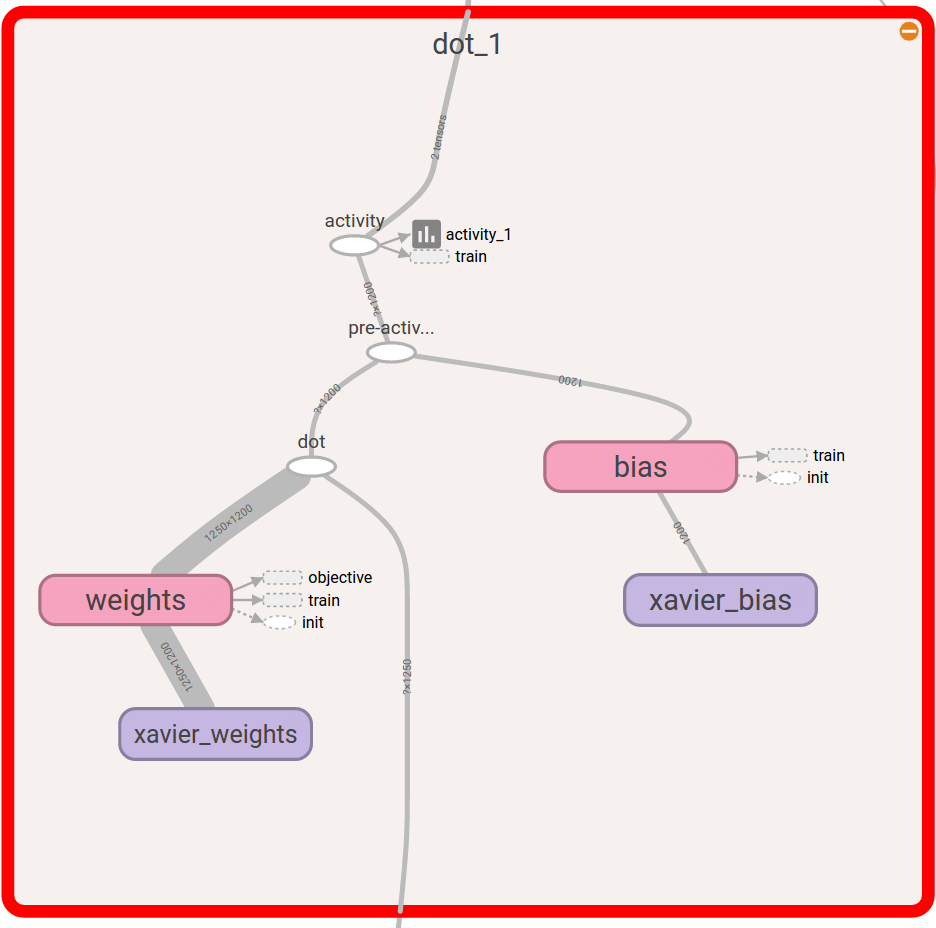 dot_1
2 tensors
activity
activity_1
train
?×1200
pre-activ...
?×1200
1200
dot
bias
train
init
1250×1200
1200
weights
objective
train
init
xavier_bias
1250×1200
?×1250
xavier_weights